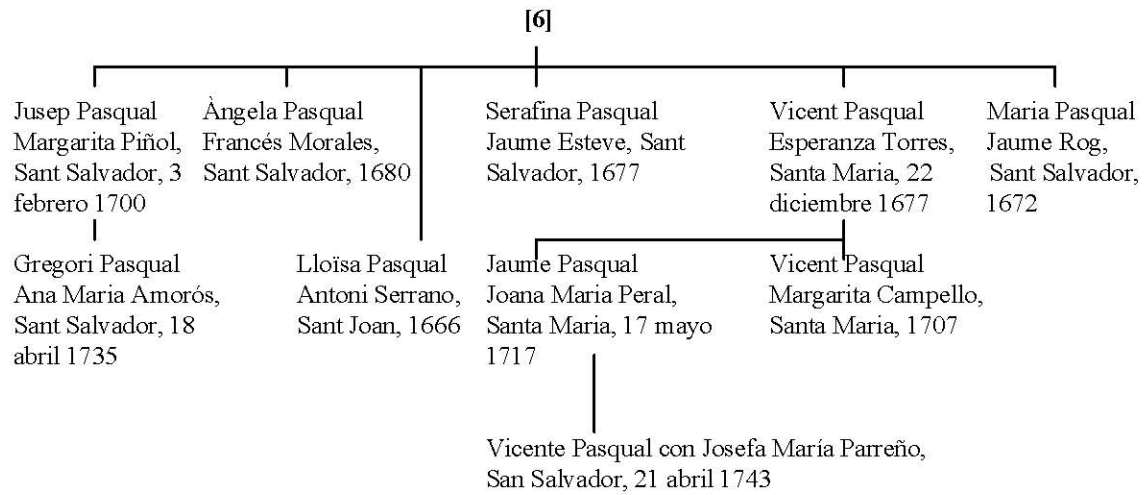 [6]
Jusep Pasqual
Margarita Piñol,
Sant Salvador, 3
febrero 1700
Àngela Pasqual
Francés Morales,
Sant Salvador, 1680
Serafina Pasqual
Jaume Esteve, Sant
Salvador, 1677
Vicent Pasqual
Esperanza Torres,
Santa Maria, 22
diciembre 1677
Maria Pasqual
Jaume Rog,
Sant Salvador,
1672
Gregori Pasqual
Ana Maria Amorós,
Sant Salvador, 18
abril 1735
Lloïsa Pasqual
Antoni Serrano,
Sant Joan, 1666
Jaume Pasqual
Joana Maria Peral,
Santa Maria, 17 mayo
1717
Vicent Pasqual
Margarita Campello,
Santa Maria, 1707
Vicente Pasqual con Josefa María Parreño,
San Salvador, 21 abril 1743